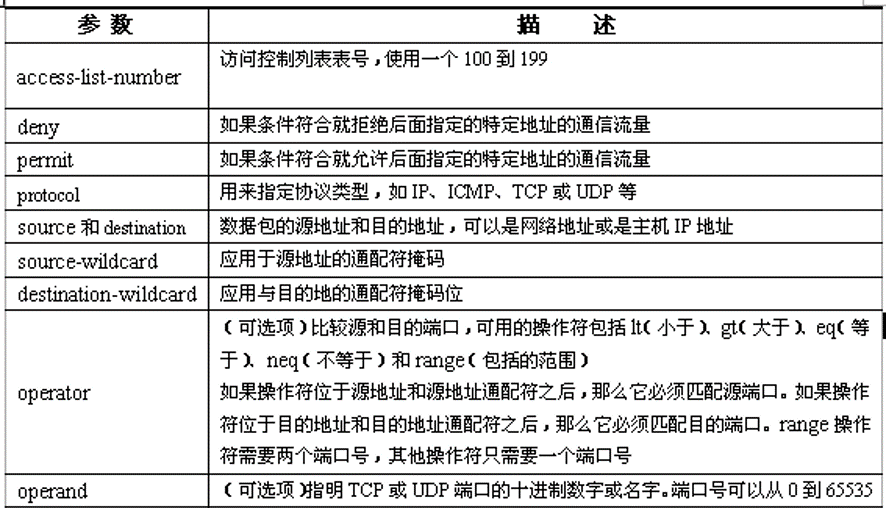 参 数 描 述
access-list-number 访问控制列表表号，使用一个 100 到 199
deny 如果条件符合就拒绝后面指定的特定地址的通信流量
permit 如果条件符合就允许后面指定的特定地址的通信流量
protocol 用来指定协议类型，如 IP、ICMP、TCP 或 UDP 等
source 和 destination 数据包的源地址和目的地址，可以是网络地址或是主机 IP 地址
source-wildcard 应用于源地址的通配符掩码
destination-wildcard 应用与目的地的通配符掩码位
（可选项）比较源和目的端口，可用的操作符包括 lt（小于）、gt（大于）、eq（等
于）、neq（不等于）和 range（包括的范围）
operator 如果操作符位于源地址和源地址通配符之后，那么它必须匹配源端口。如果操作
符位于目的地址和目的地址通配符之后，那么它必须匹配目的端口。range 操作
符需要两个端口号，其他操作符只需要一个端口号
operand （可选项）指明 TCP 或 UDP 端口的十进制数字或名字。端口号可以从 0 到 65535